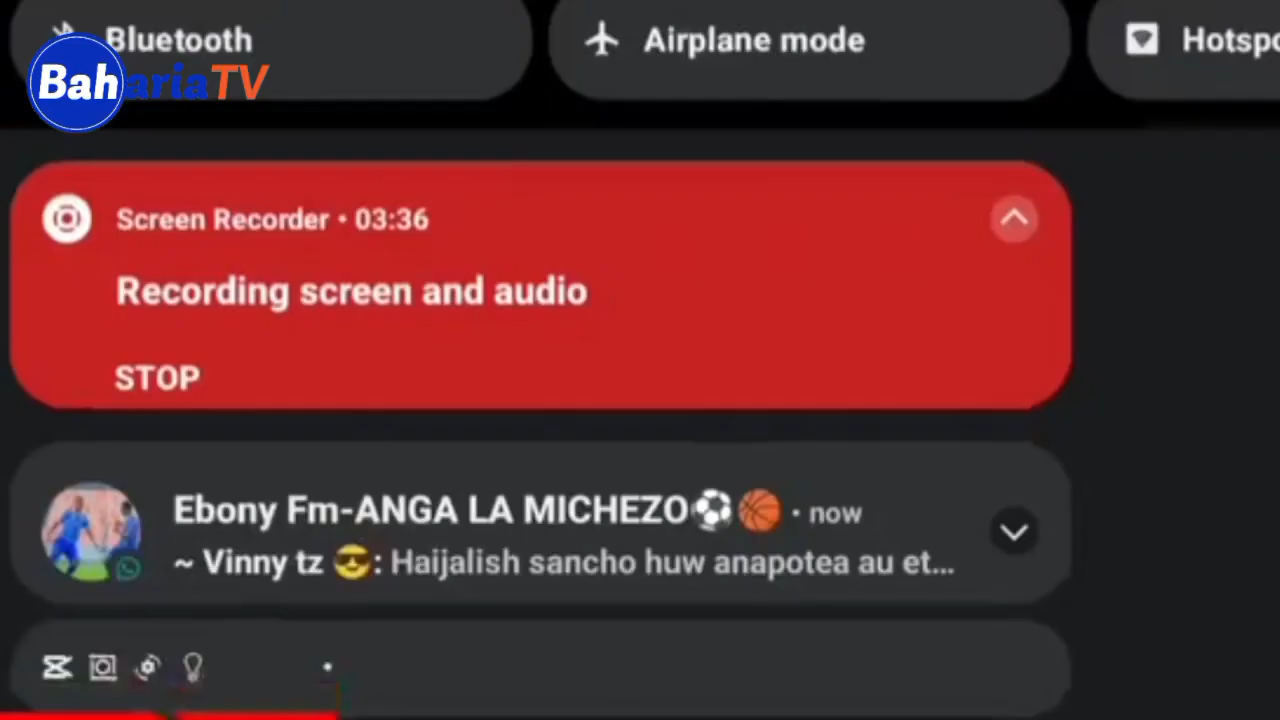 Bluetooth
Airplane mode
Hotspo
BahariaTV
Screen Recorder • 03:36
Recording screen and audio
STOP
Ebony Fm-ANGA LA MICHEZO⚽🏀 • now
~ Vinny tz 😎: Haijalish sancho huw anapotea au et...